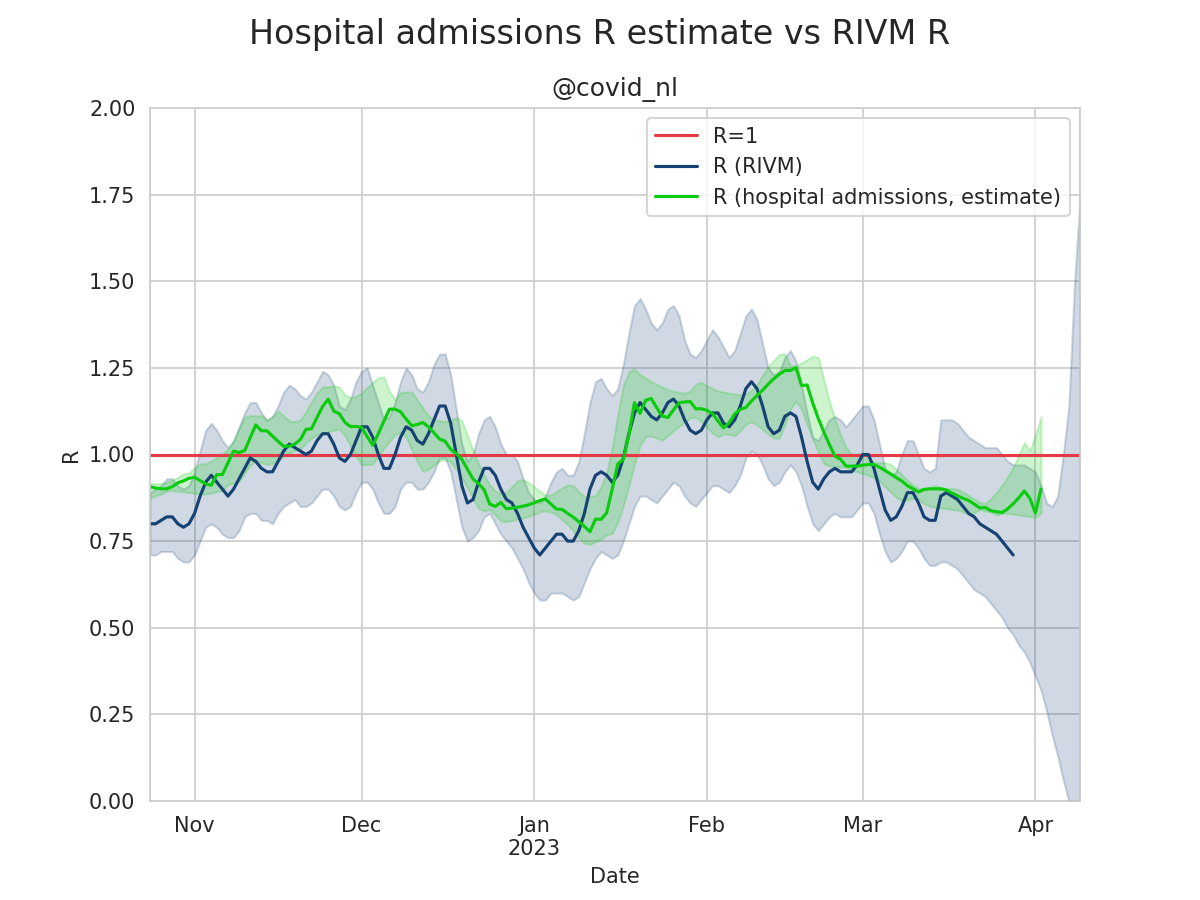 Hospital admissions R estimate vs RIVM R
@covid_nl
R=1
R (RIVM)
R (hospital admissions, estimate)
2.00
1.75
1.50
1.25
1.00
0.75
0.50
0.25
0.00
R
Nov
Dec
Jan
2023
Feb
Mar
Apr
Date